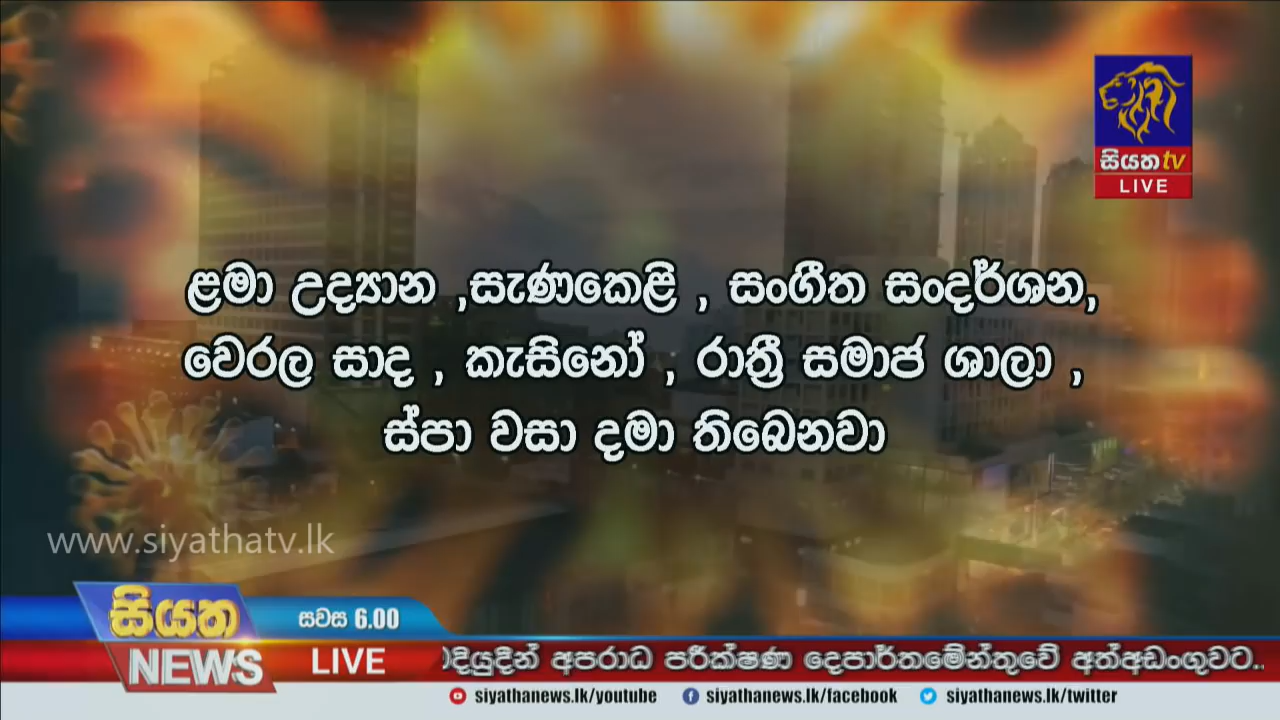 සියත tv
LIVE
ළමා උද්‍යාන ,සැණකෙළි , සංගීත සංදර්ශන,
වෙරල සාද , කැසිනෝ , රාත්‍රී සමාජ ශාලා ,
ස්පා වසා දමා තිබෙනවා
www.siyathatv.lk
සියත සවස 6.00
NEWS LIVE අපරාධ පරීක්ෂණ දෙපාර්තමේන්තුවේ අත්අඩංගුවට..
siyathanews.lk/youtube siyathanews.lk/facebook siyathanews.lk/twitter